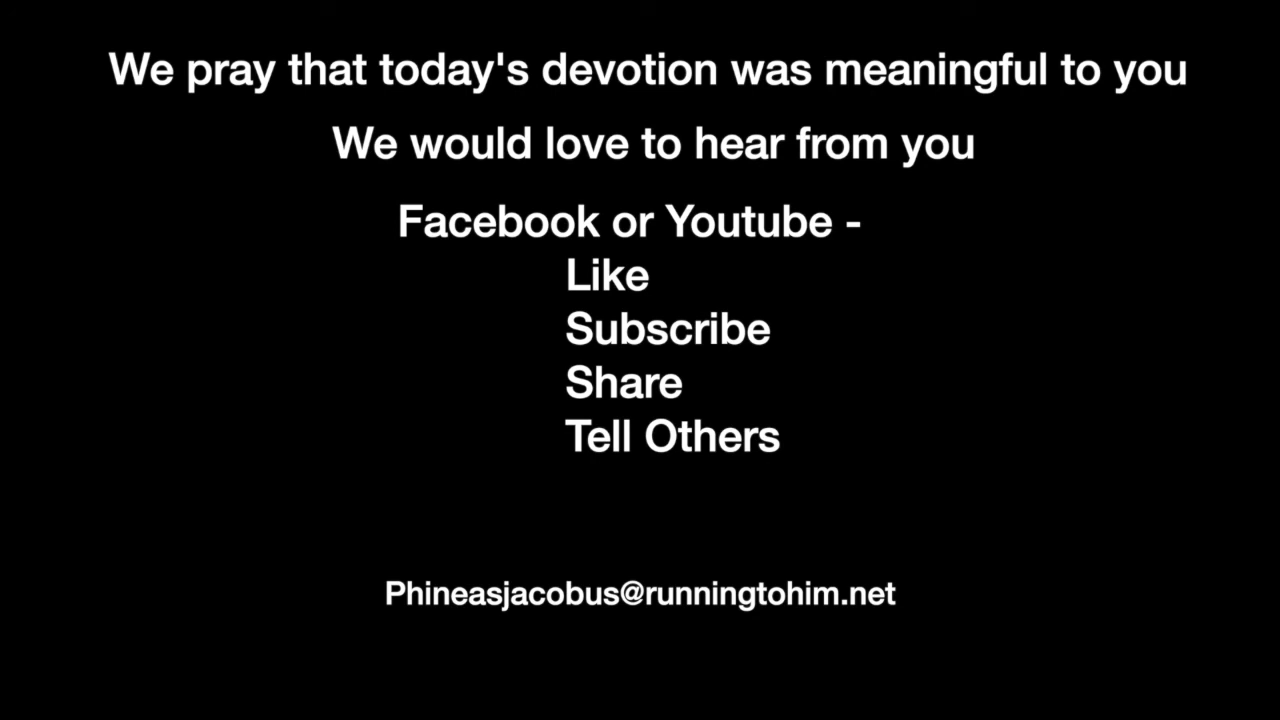 We pray that today's devotion was meaningful to you
We would love to hear from you
Facebook or Youtube -
Like
Subscribe
Share
Tell Others
Phineasjacobus@runningtohim.net